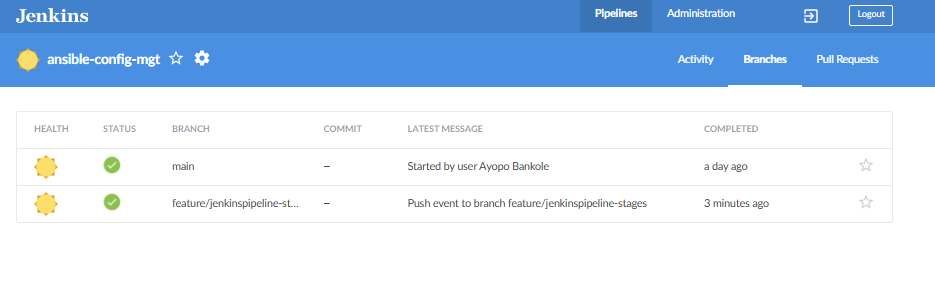 Jenkins Pipelines Administration Logout
ansible-config-mgt Activity Branches Pull Requests
HEALTH STATUS BRANCH COMMIT LATEST MESSAGE COMPLETED
main – Started by user Ayopo Bankole a day ago
feature/jenkinspipeline-st... – Push event to branch feature/jenkinspipeline-stages 3 minutes ago